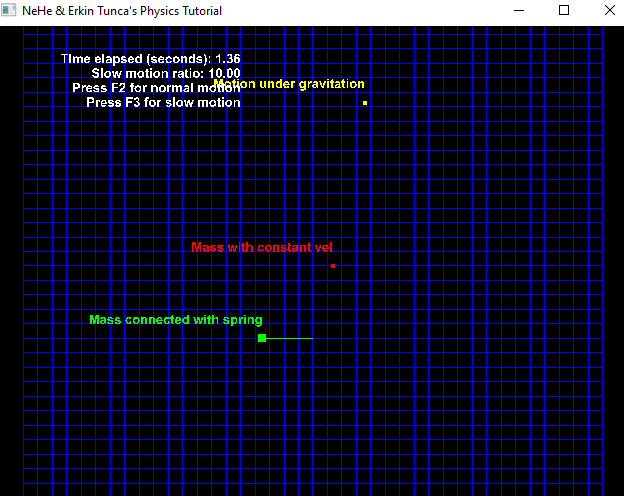 NeHe & Erkin Tunca's Physics Tutorial
Time elapsed (seconds): 1.36
Slow motion ratio: 10.00
Motion under gravitation
Press F2 for normal motion
Press F3 for slow motion
Mass with constant vel
Mass connected with spring